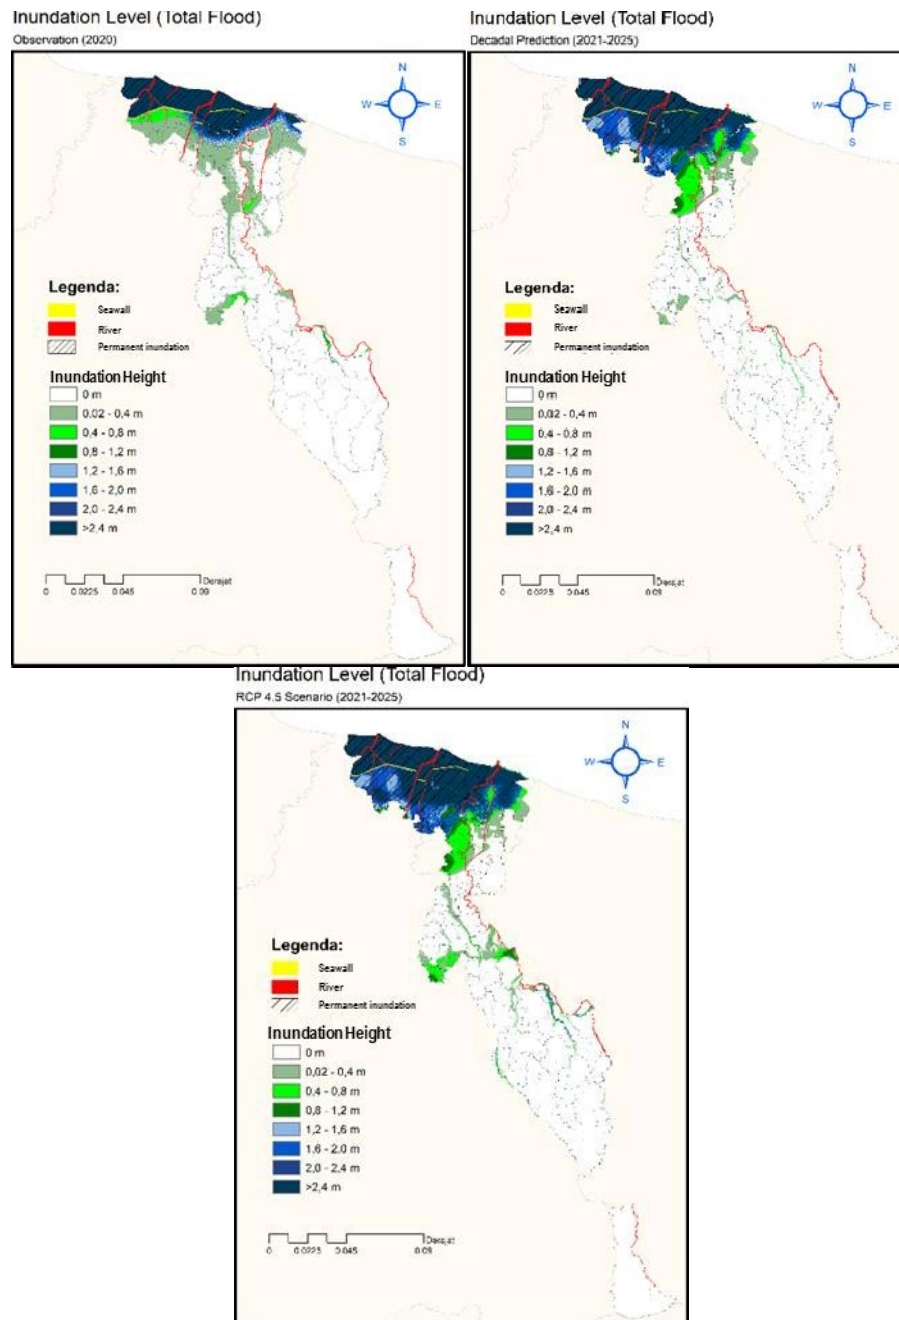 Inundation Level (Total Flood)
Observation (2020)
N
W E
S
Legenda:
Seawall
River
Permanent inundation
Inundation Height
0 m
0,02 - 0,4 m
0,4 - 0,8 m
0,8 - 1,2 m
1,2 - 1,6 m
1,6 - 2,0 m
2,0 - 2,4 m
>2,4 m
Derajat
0 0.0225 0.045 0.09
Inundation Level (Total Flood)
Decadal Prediction (2021-2025)
N
W E
S
Legenda:
Seawall
River
Permanent inundation
Inundation Height
0 m
0,02 - 0,4 m
0,4 - 0,8 m
0,8 - 1,2 m
1,2 - 1,6 m
1,6 - 2,0 m
2,0 - 2,4 m
>2,4 m
Derajat
0 0.0225 0.045 0.09
Inundation Level (Total Flood)
RCP 4.5 Scenario (2021-2025)
N
W E
S
Legenda:
Seawall
River
Permanent inundation
Inundation Height
0 m
0,02 - 0,4 m
0,4 - 0,8 m
0,8 - 1,2 m
1,2 - 1,6 m
1,6 - 2,0 m
2,0 - 2,4 m
>2,4 m
Derajat
0 0.0225 0.045 0.09